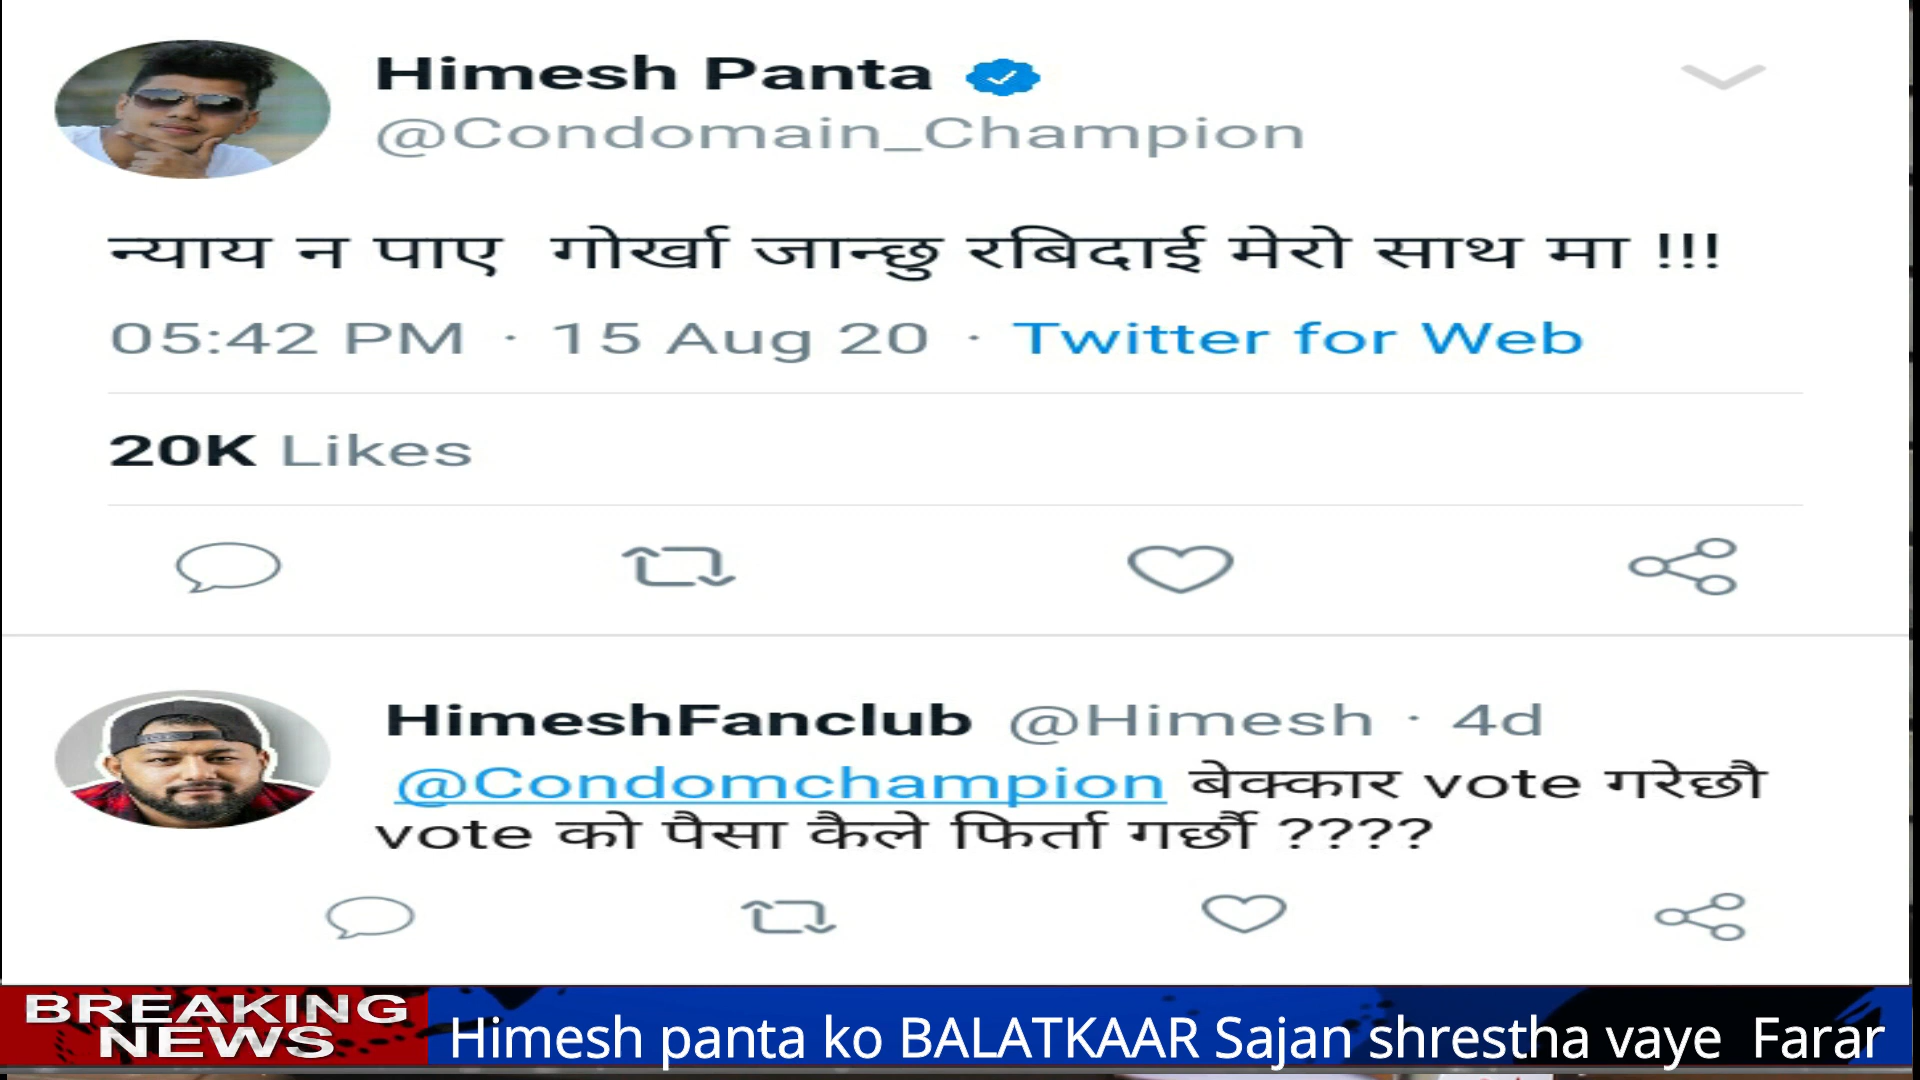 Himesh Panta
@Condomain_Champion
न्याय न पाए  गोर्खा जान्छु रबिदाई मेरो साथ मा !!!
05:42 PM · 15 Aug 20 · Twitter for Web
20K Likes
HimeshFanclub @Himesh · 4d
@Condomchampion बेक्कार vote गरेछौ
vote को पैसा कैले फिर्ता गर्छौ ????
BREAKING
NEWS
Himesh panta ko BALATKAAR Sajan shrestha vaye  Farar